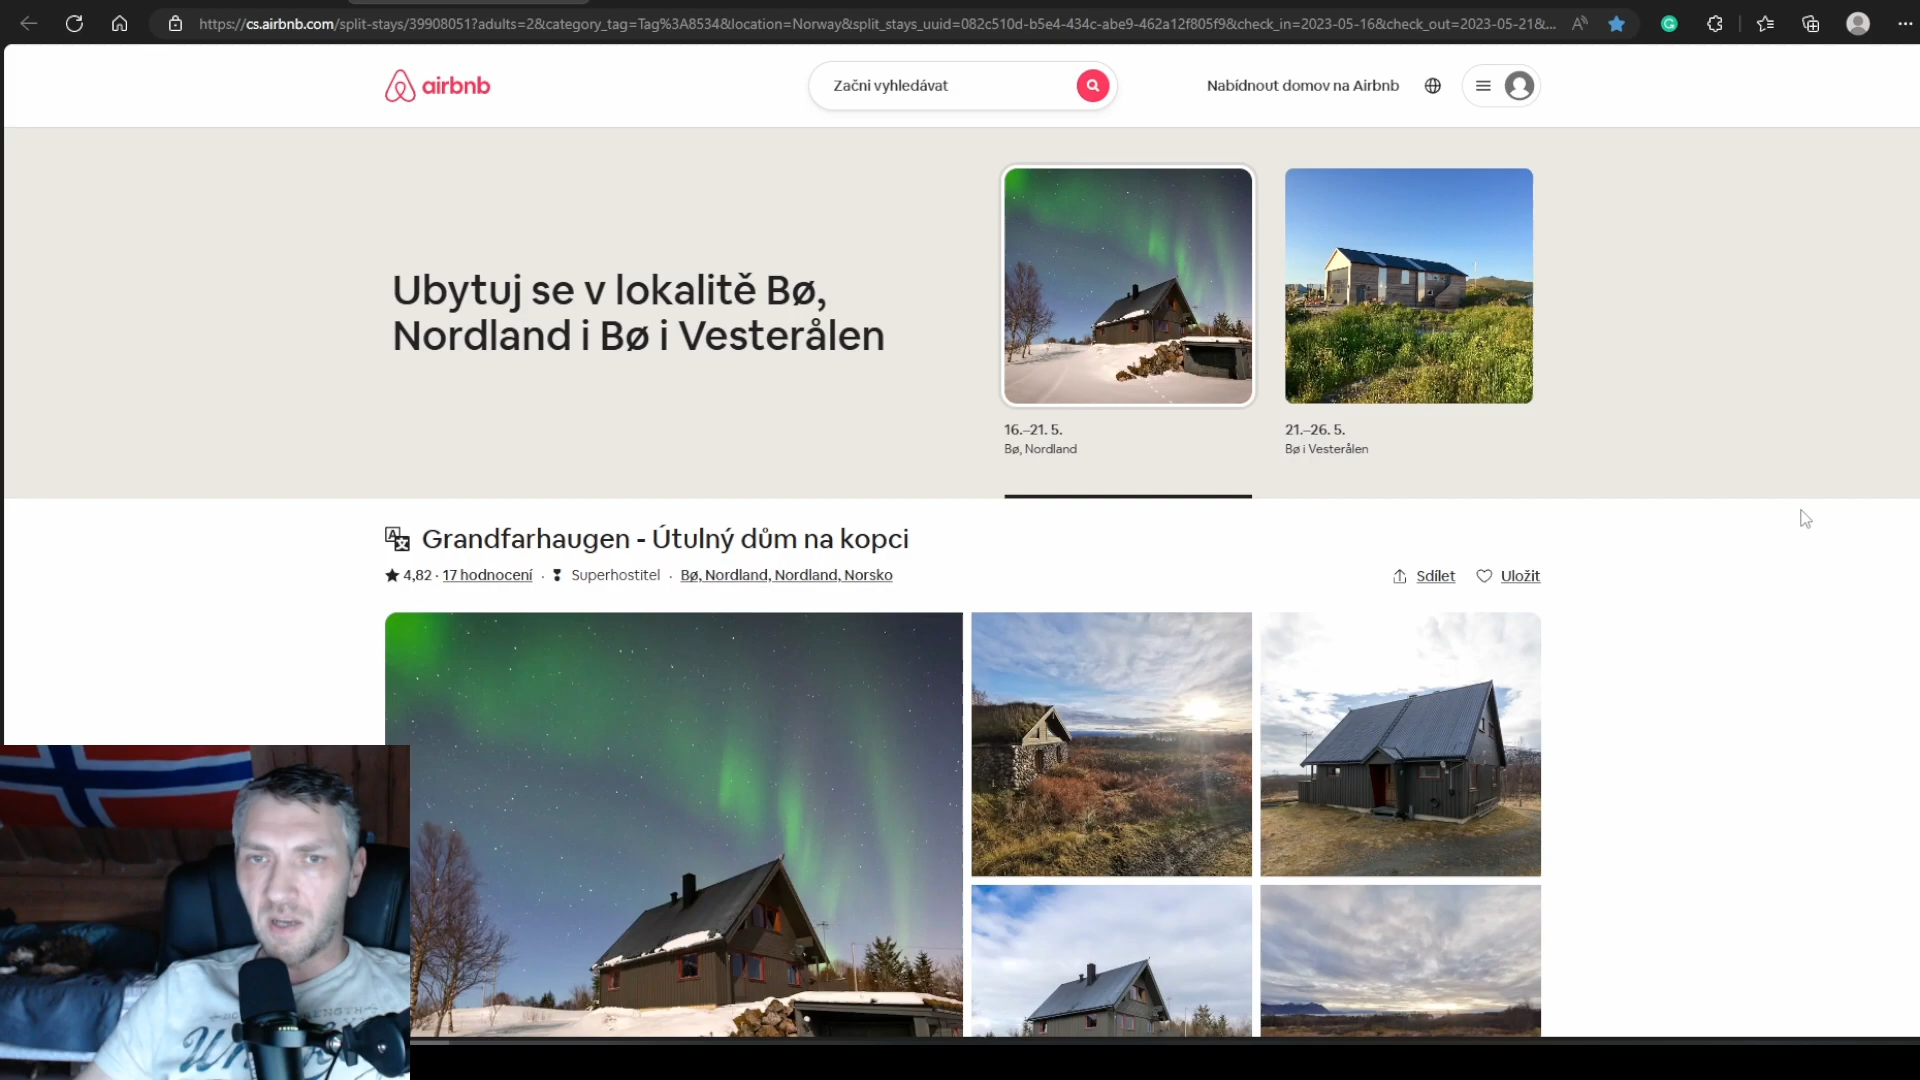 https://cs.airbnb.com/split-stays/39908051?adults=2&category_tag=Tag%3A8534&location=Norway&split_stays_uuid=082c510d-b5e4-434c-abe9-462a12f805f9&check_in=2023-05-16&check_out=2023-05-21&...
airbnb
Začni vyhledávat
Nabídnout domov na Airbnb
Ubytuj se v lokalitě Bø,
Nordland i Bø i Vesterålen
16.–21. 5.
Bø, Nordland
21.–26. 5.
Bø i Vesterålen
Grandfarhaugen - Útulný dům na kopci
4,82 · 17 hodnocení · Superhostitel · Bø, Nordland, Nordland, Norsko
Sdílet
Uložit